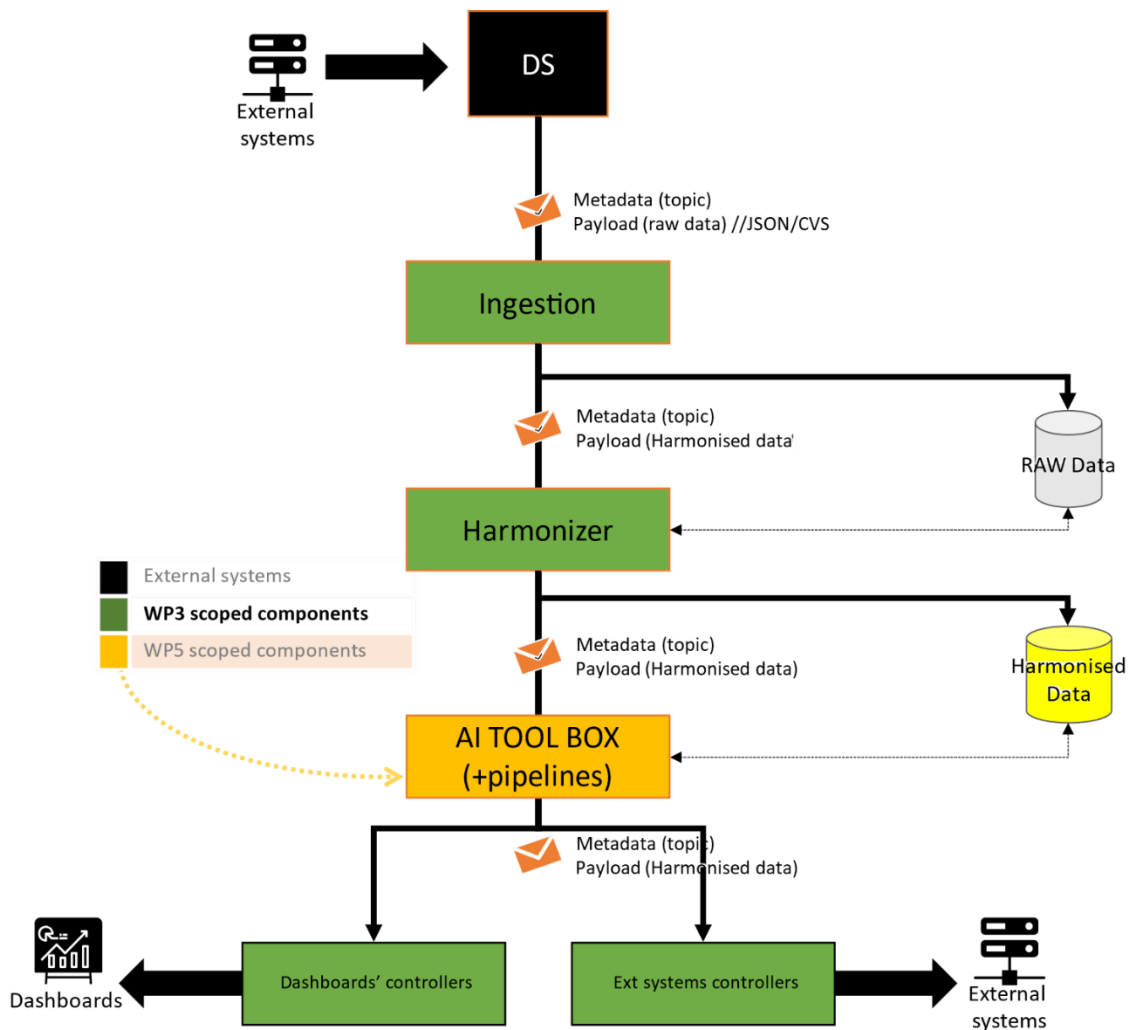 DS
External
systems
Metadata (topic)
Payload (raw data) //JSON/CVS
Ingestion
Metadata (topic)
Payload (Harmonised data'
RAW Data
Harmonizer
External systems
WP3 scoped components
WP5 scoped components
Metadata (topic)
Payload (Harmonised data)
Harmonised
Data
AI TOOL BOX
(+pipelines)
Metadata (topic)
Payload (Harmonised data)
Dashboards' controllers
Ext systems controllers
Dashboards
External
systems